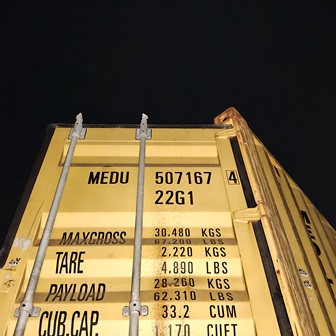 MEDU 507167 4
22G1
MAXGROSS 30.480 KGS
67.200 LBS
TARE 2.220 KGS
4.890 LBS
PAYLOAD 28.260 KGS
62.310 LBS
CUB.CAP. 33.2 CUM
1.170 CUFT